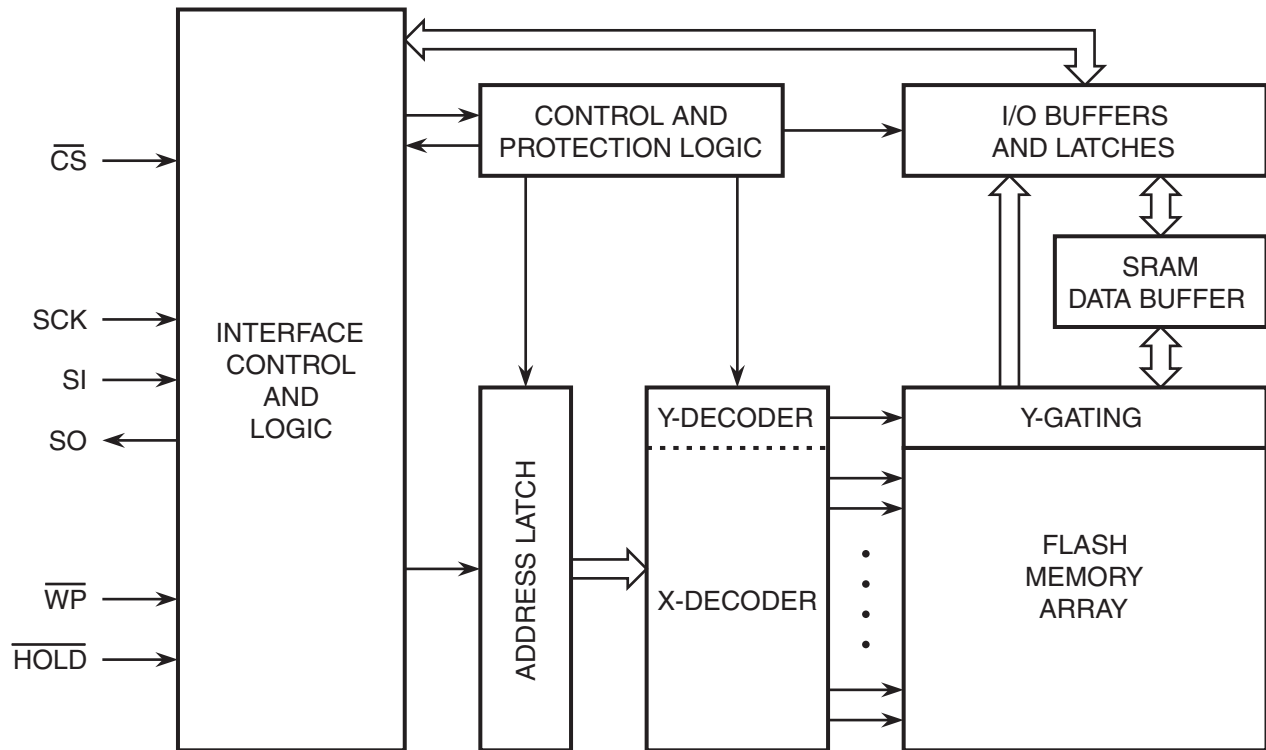 CS
SCK
SI
SO
WP
HOLD
INTERFACE
CONTROL
AND
LOGIC
CONTROL AND
PROTECTION LOGIC
I/O BUFFERS
AND LATCHES
SRAM
DATA BUFFER
ADDRESS LATCH
Y-DECODER
X-DECODER
Y-GATING
FLASH
MEMORY
ARRAY